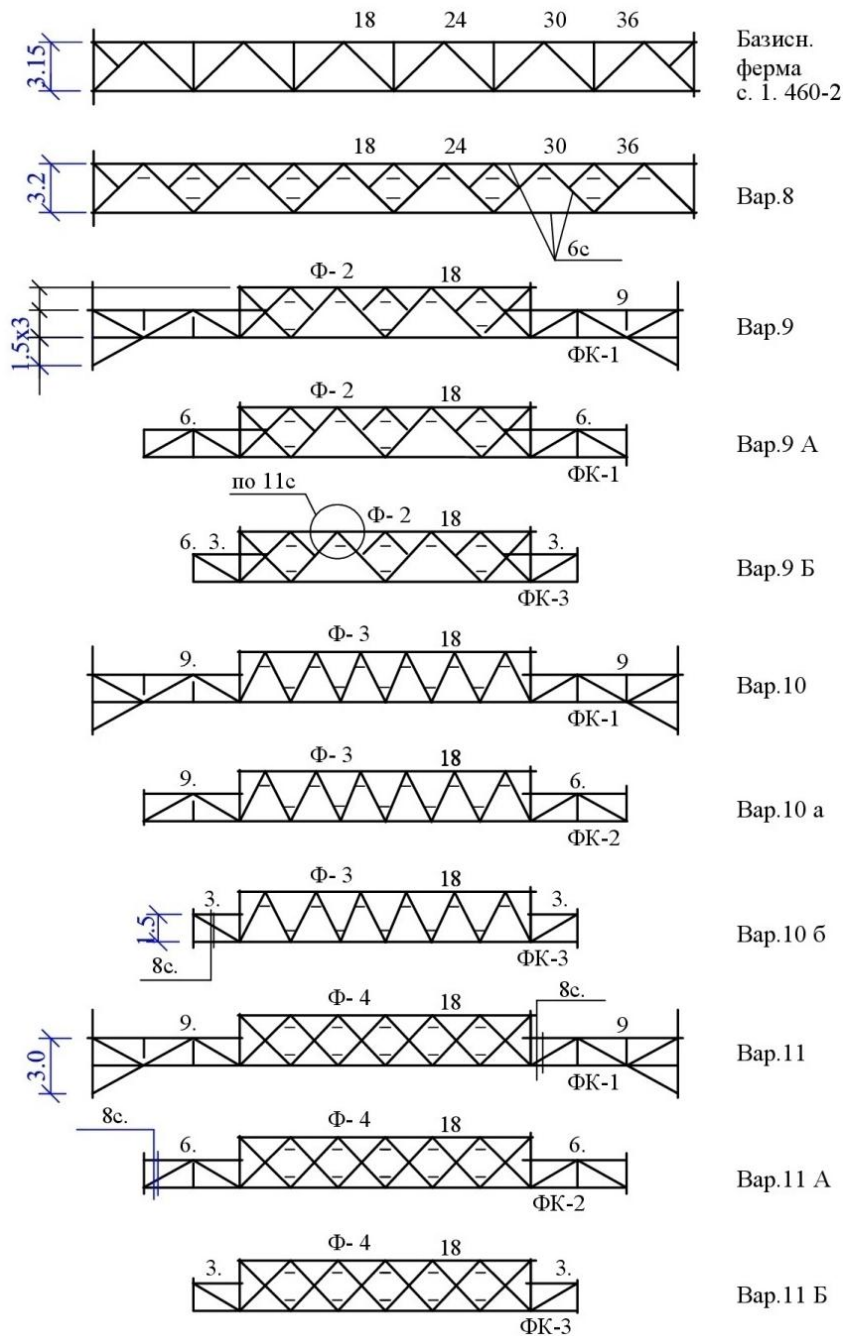 18 24 30 36
Базисн.
ферма
с. 1. 460-2
3.15
18 24 30 36
3.2
Вар.8
6с
Ф- 2 18 9
1.5х3
Вар.9
ФК-1
Ф- 2
6. 18 6.
Вар.9 А
ФК-1
по 11с
Ф- 2
6. 3. 18 3.
Вар.9 Б
ФК-3
Ф- 3
9. 18 9
Вар.10
ФК-1
Ф- 3
9. 18 6.
Вар.10 а
ФК-2
Ф- 3
3. 18 3.
1.5
Вар.10 б
8с.
ФК-3
Ф- 4 8с.
9. 18 9
3.0
Вар.11
ФК-1
8с.
Ф- 4
6. 18 6.
Вар.11 А
ФК-2
Ф- 4
3. 18 3.
Вар.11 Б
ФК-3